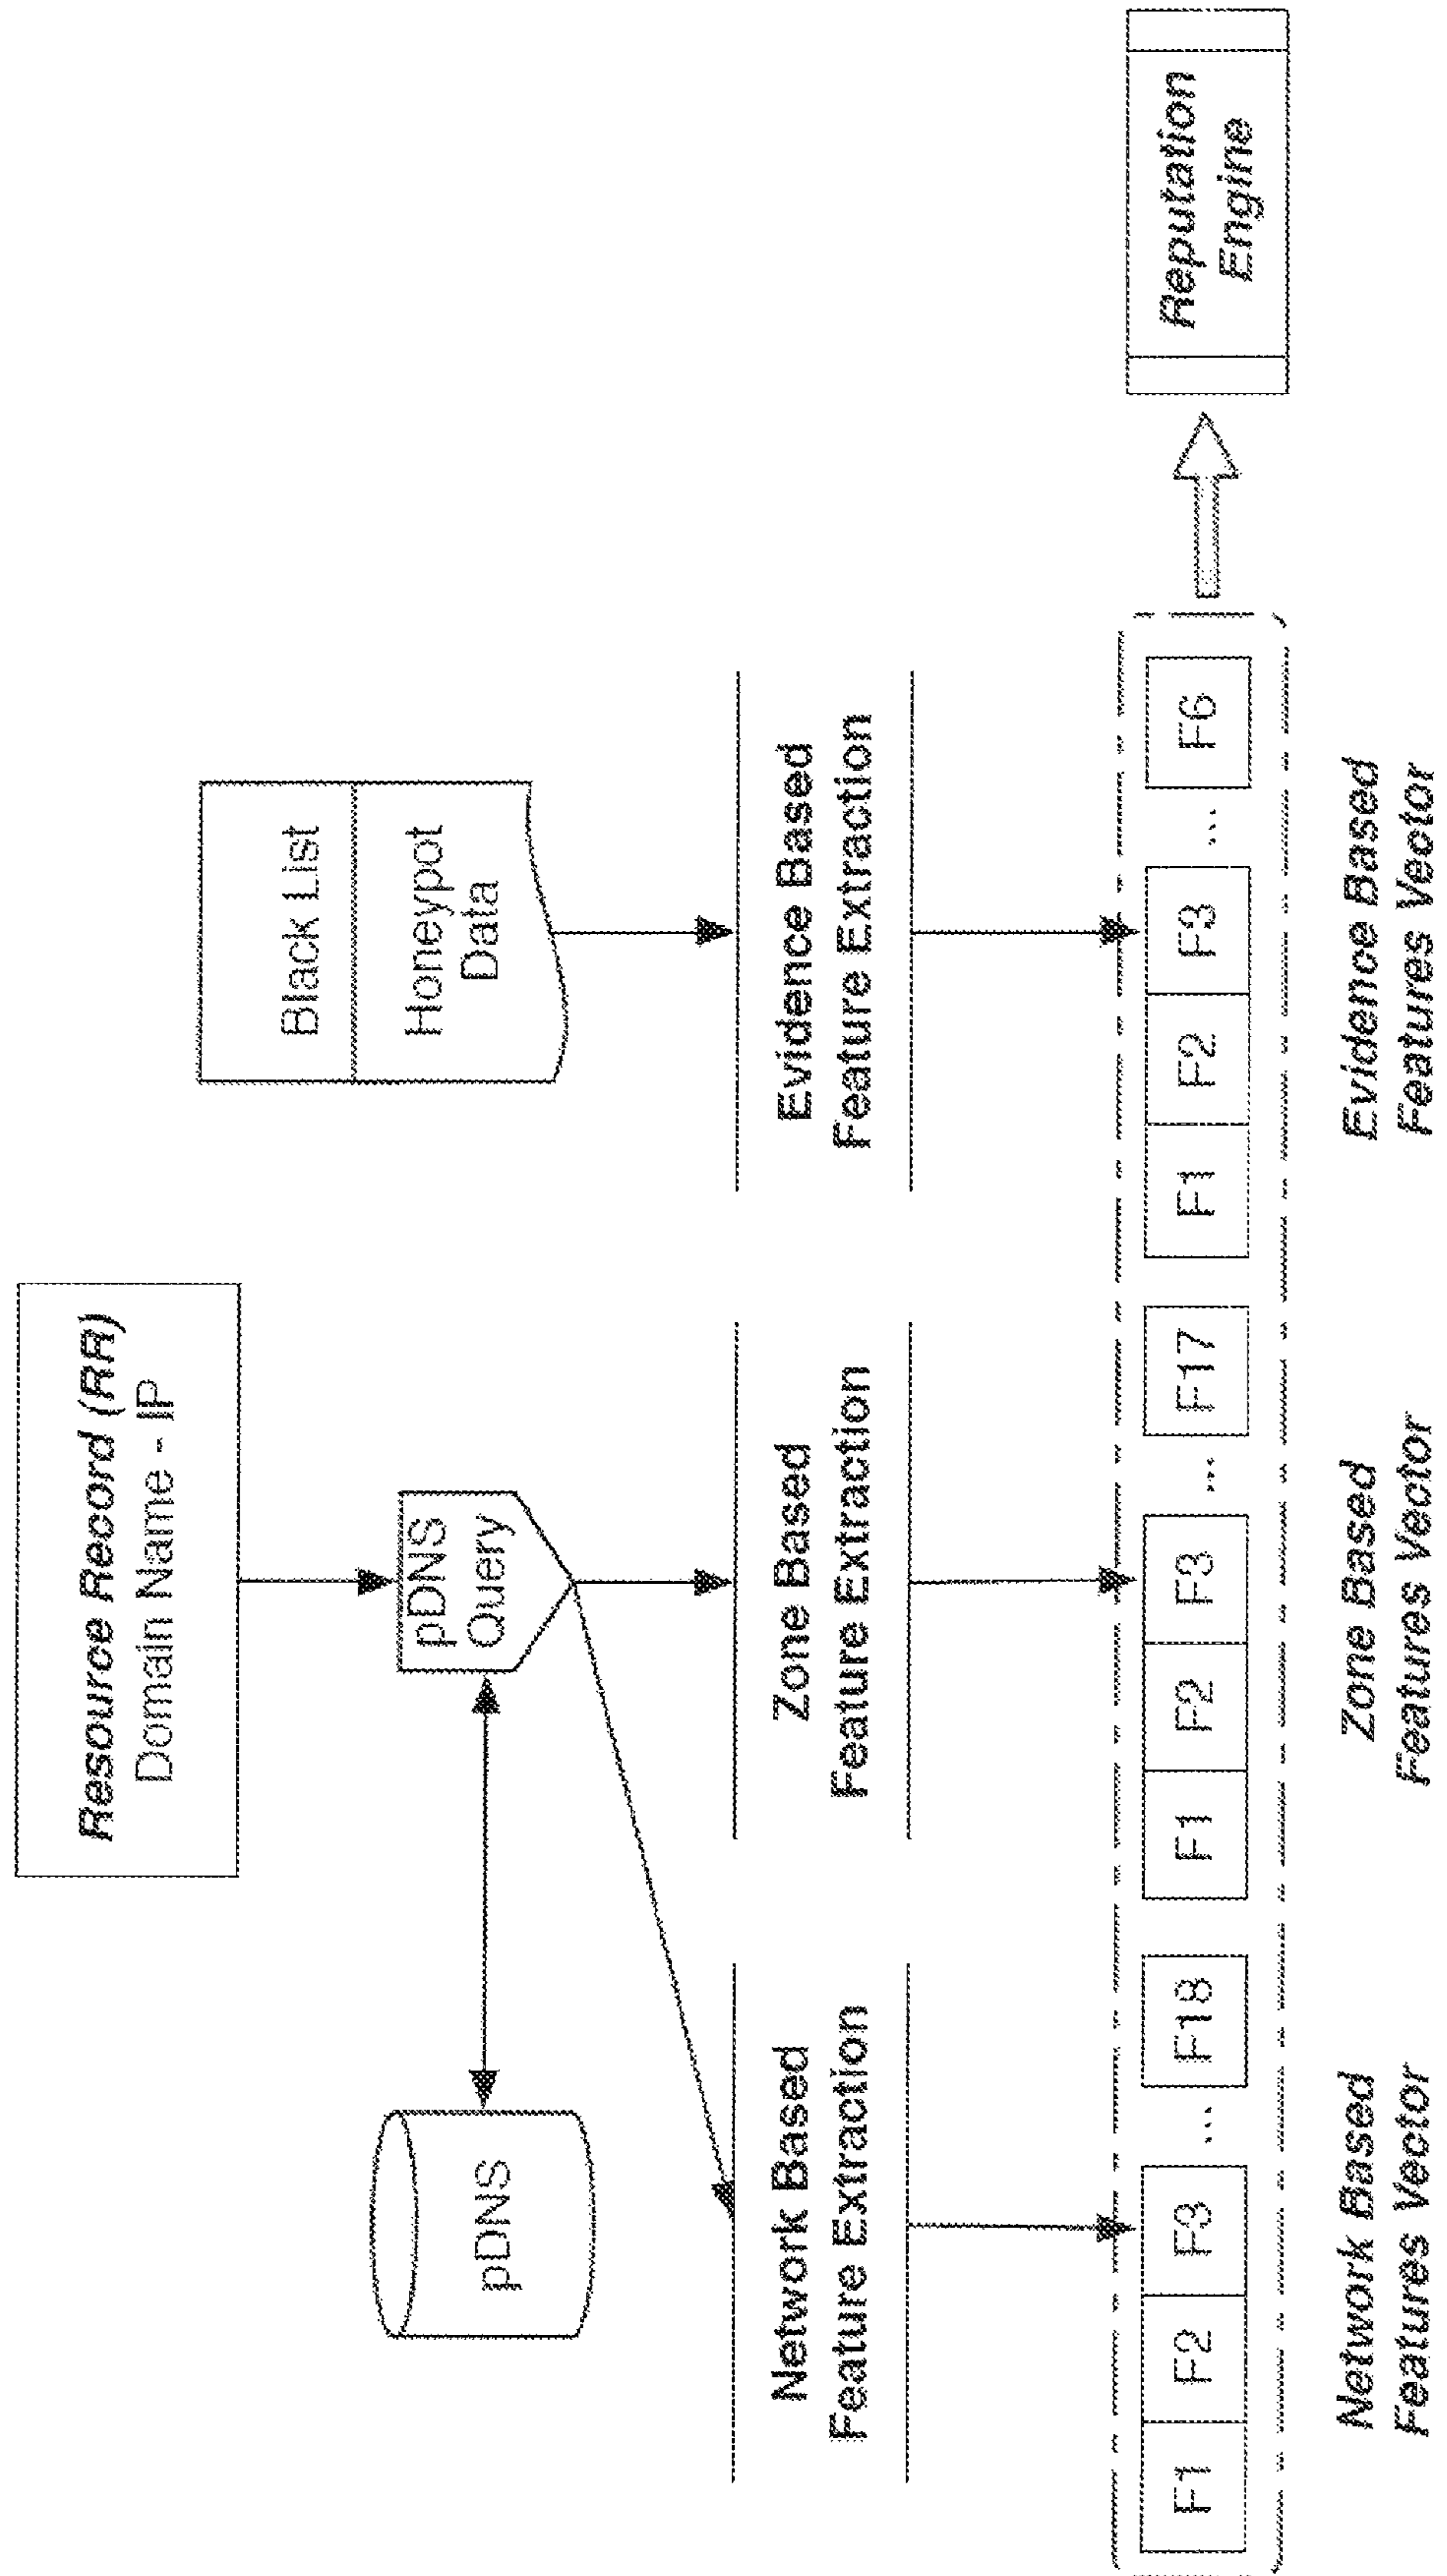 Resource Record (RR)
Domain Name - IP
pDNS
pDNS
Query
Black List
Honeypot
Data
Network Based
Feature Extraction
Zone Based
Feature Extraction
Evidence Based
Feature Extraction
F1 F2 F3 ... F18
F1 F2 F3 ... F17
F1 F2 F3 ... F6
Reputation
Engine
Network Based
Features Vector
Zone Based
Features Vector
Evidence Based
Features Vector